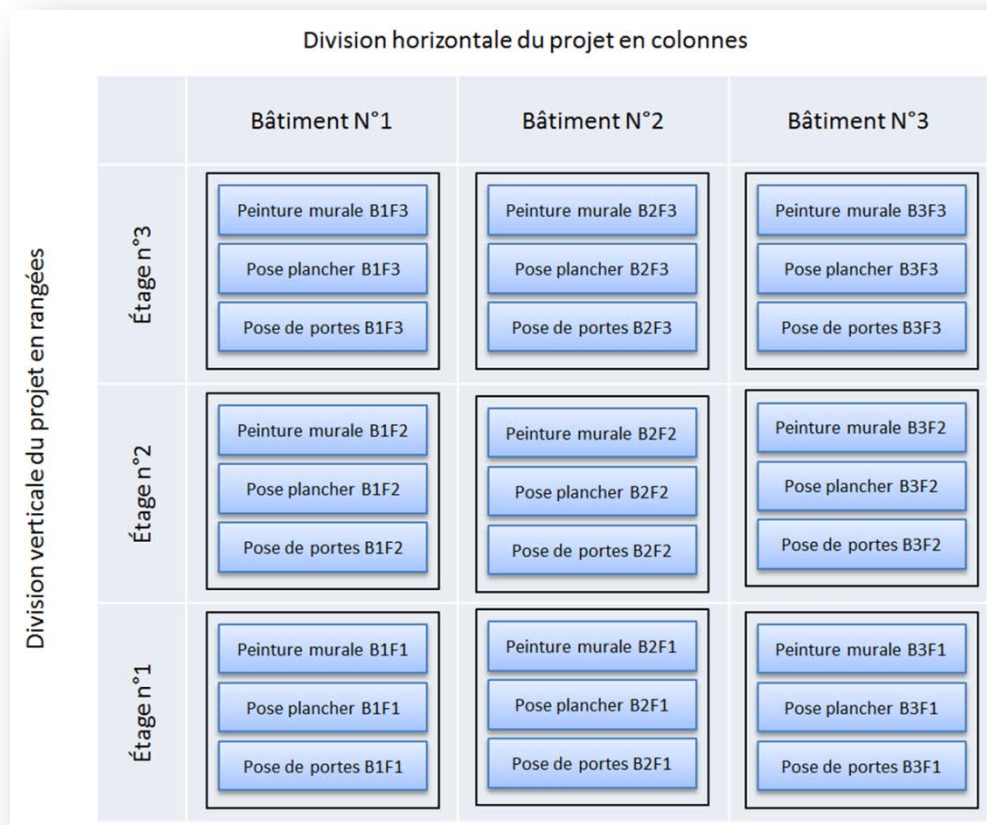 Division horizontale du projet en colonnes
Division verticale du projet en rangées
Bâtiment N°1
Bâtiment N°2
Bâtiment N°3
Étage n°3
Peinture murale B1F3
Pose plancher B1F3
Pose de portes B1F3
Peinture murale B2F3
Pose plancher B2F3
Pose de portes B2F3
Peinture murale B3F3
Pose plancher B3F3
Pose de portes B3F3
Étage n°2
Peinture murale B1F2
Pose plancher B1F2
Pose de portes B1F2
Peinture murale B2F2
Pose plancher B2F2
Pose de portes B2F2
Peinture murale B3F2
Pose plancher B3F2
Pose de portes B3F2
Étage n°1
Peinture murale B1F1
Pose plancher B1F1
Pose de portes B1F1
Peinture murale B2F1
Pose plancher B2F1
Pose de portes B2F1
Peinture murale B3F1
Pose plancher B3F1
Pose de portes B3F1